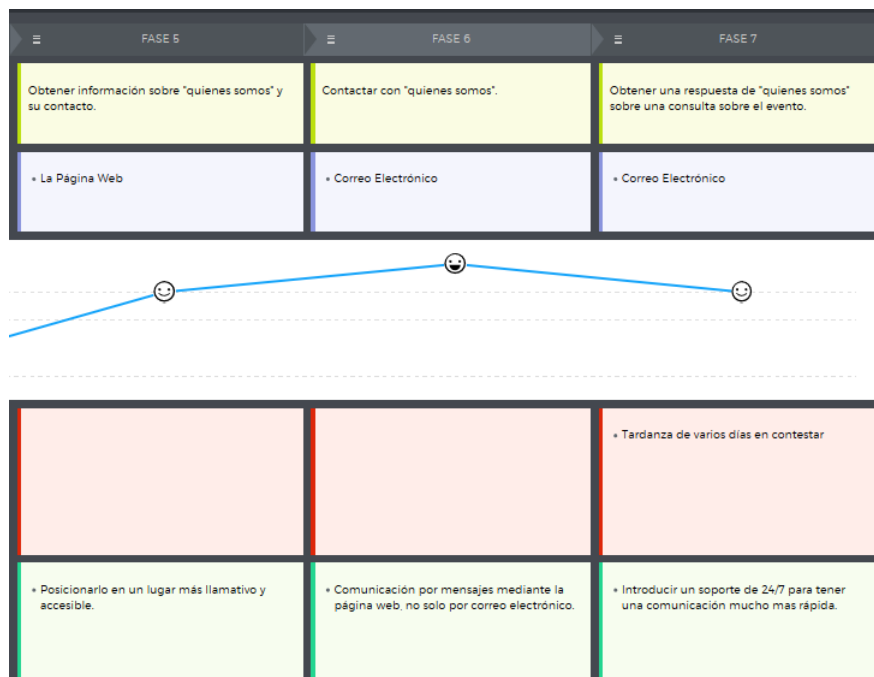 FASE 5
FASE 6
FASE 7
Obtener información sobre "quienes somos" y
su contacto.
Contactar con "quienes somos".
Obtener una respuesta de "quienes somos"
sobre una consulta sobre el evento.
• La Página Web
• Correo Electrónico
• Correo Electrónico
• Tardanza de varios días en contestar
• Posicionarlo en un lugar más llamativo y
accesible.
• Comunicación por mensajes mediante la
página web, no solo por correo electrónico.
• Introducir un soporte de 24/7 para tener
una comunicación mucho mas rápida.